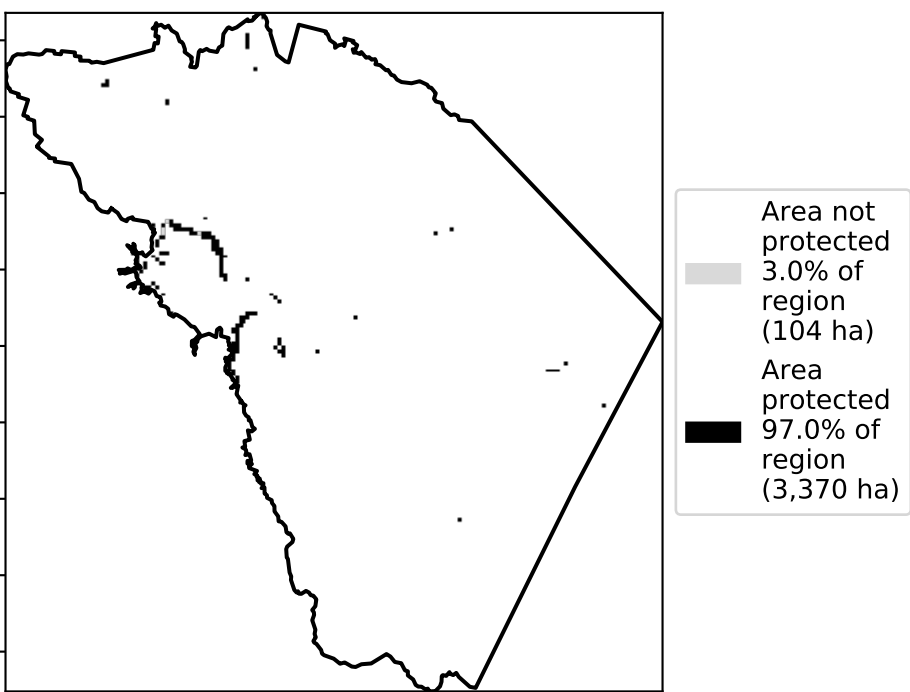 Area not
protected
3.0% of
region
(104 ha)
Area
protected
97.0% of
region
(3,370 ha)